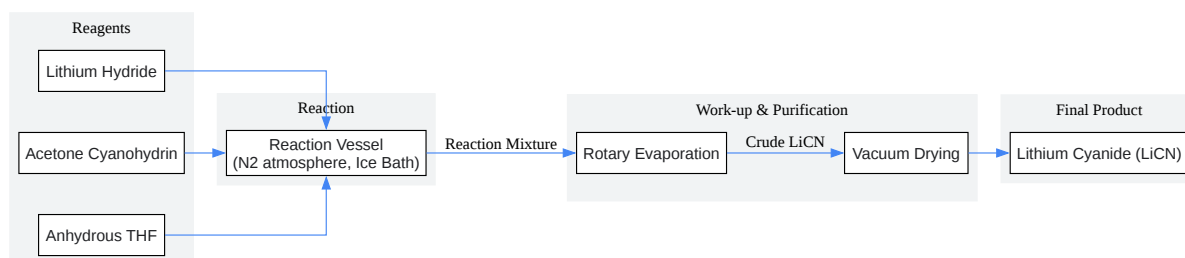 Reagents
Lithium Hydride
Acetone Cyanohydrin
Anhydrous THF
Reaction
Reaction Vessel
(N2 atmosphere, Ice Bath)
Reaction Mixture
Work-up & Purification
Rotary Evaporation
Crude LiCN
Vacuum Drying
Final Product
Lithium Cyanide (LiCN)